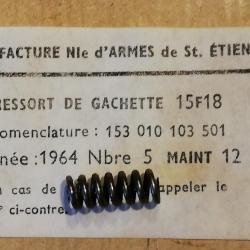 FACTURE Nle d'ARMES de St. ÉTIEN
RESSORT DE GACHETTE 15F18
omenclature : 153 010 103 501
née : 1964 Nbre 5 MAINT 12
n cas de appeler le
° ci-contre